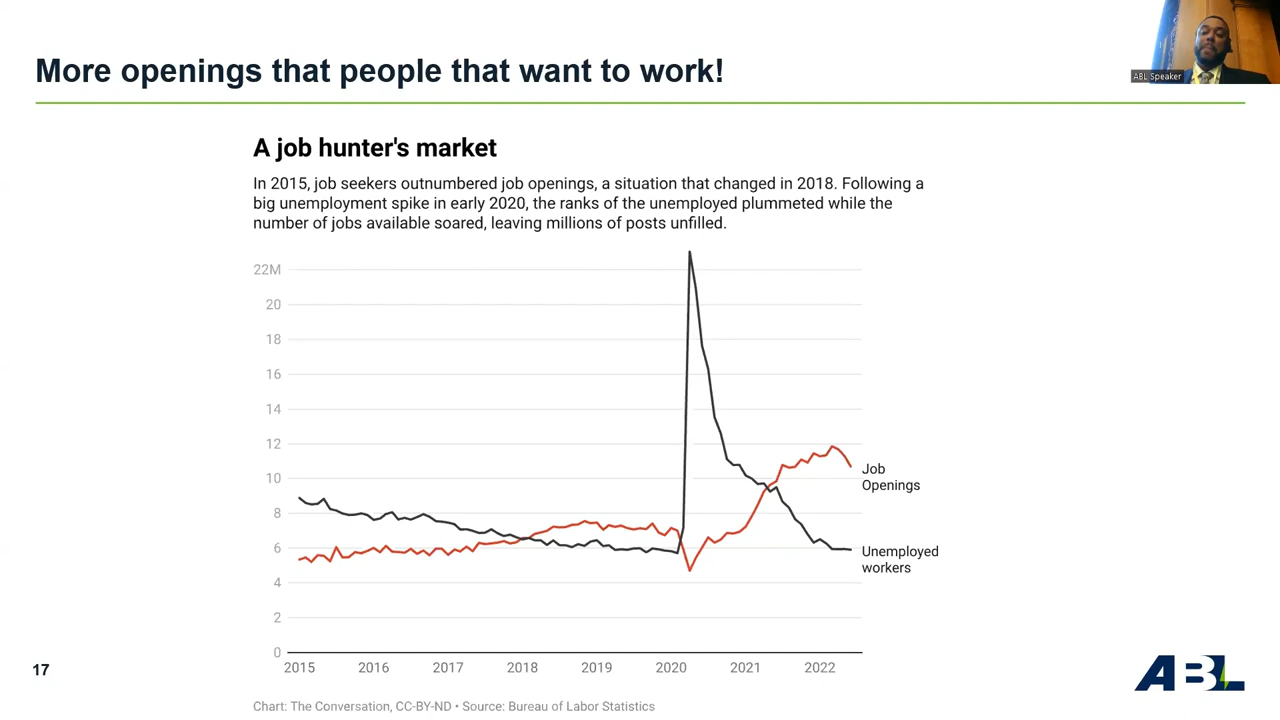 More openings that people that want to work!
ABL Speaker
A job hunter's market
In 2015, job seekers outnumbered job openings, a situation that changed in 2018. Following a
big unemployment spike in early 2020, the ranks of the unemployed plummeted while the
number of jobs available soared, leaving millions of posts unfilled.
22M
20
18
16
14
12
10
8
6
4
2
0
Job
Openings
Unemployed
workers
2015 2016 2017 2018 2019 2020 2021 2022
Chart: The Conversation, CC-BY-ND • Source: Bureau of Labor Statistics
17
ABL